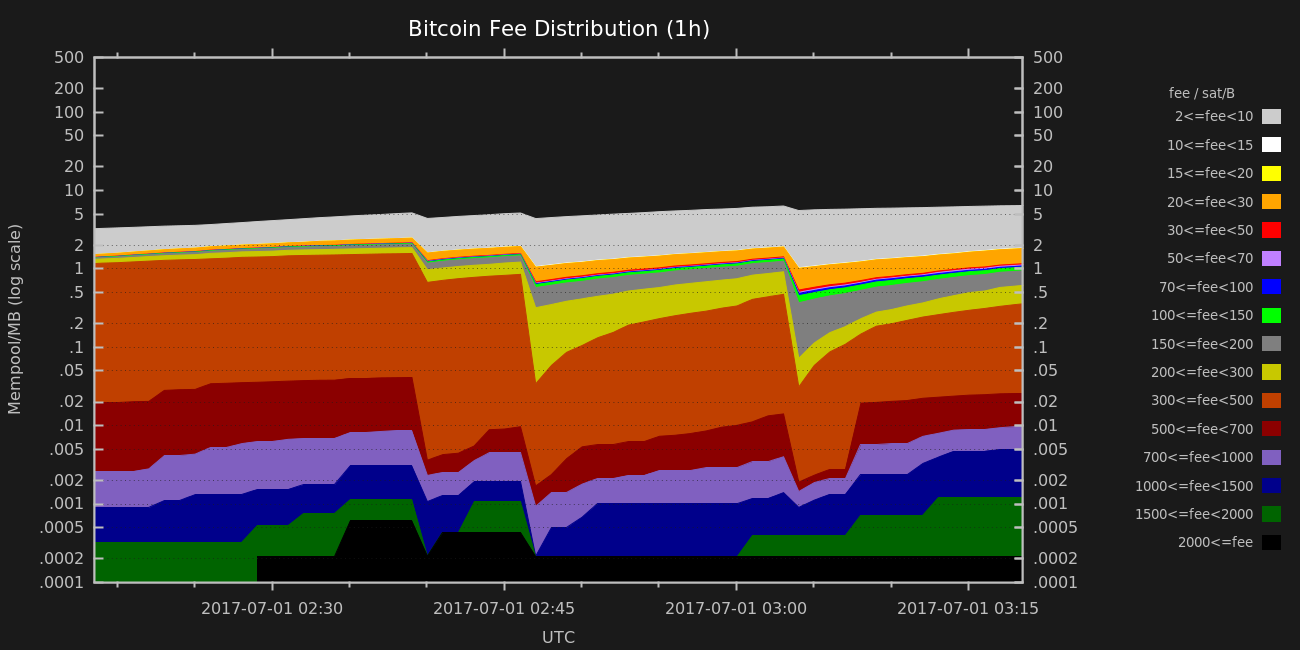 Bitcoin Fee Distribution (1h)
Mempool/MB (log scale)
500
200
100
50
20
10
5
2
1
.5
.2
.1
.05
.02
.01
.005
.002
.001
.0005
.0002
.0001
500
200
100
50
20
10
5
2
1
.5
.2
.1
.05
.02
.01
.005
.002
.001
.0005
.0002
.0001
2017-07-01 02:30 2017-07-01 02:45 2017-07-01 03:00 2017-07-01 03:15
UTC
fee / sat/B
2<=fee<10
10<=fee<15
15<=fee<20
20<=fee<30
30<=fee<50
50<=fee<70
70<=fee<100
100<=fee<150
150<=fee<200
200<=fee<300
300<=fee<500
500<=fee<700
700<=fee<1000
1000<=fee<1500
1500<=fee<2000
2000<=fee